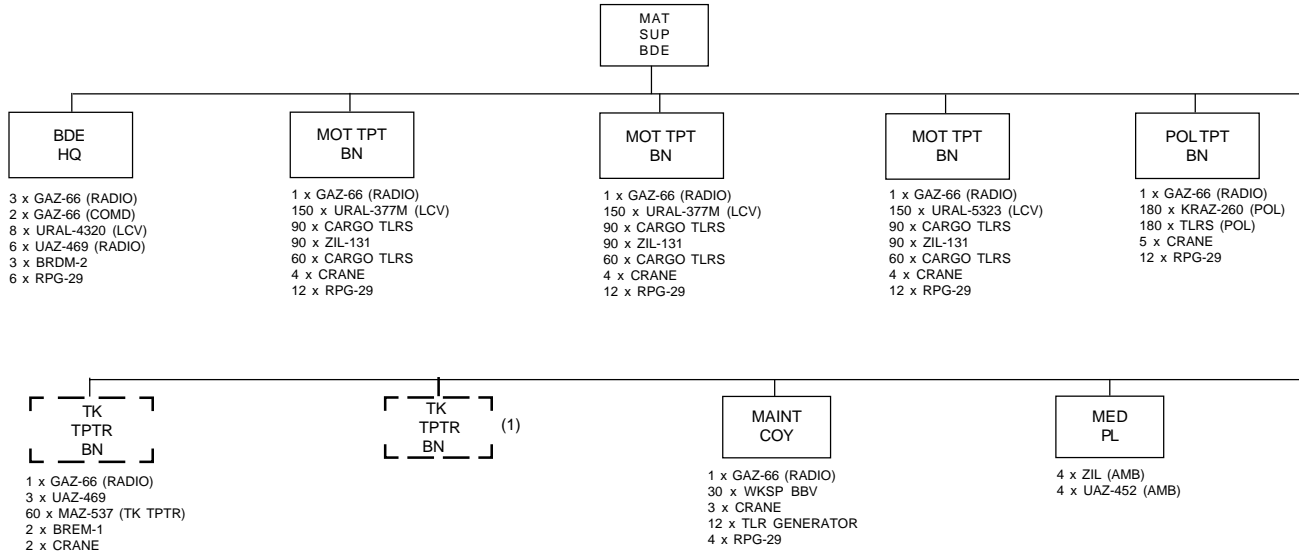 MAT
SUP
BDE
BDE
HQ
3 x GAZ-66 (RADIO)
2 x GAZ-66 (COMD)
8 x URAL-4320 (LCV)
6 x UAZ-469 (RADIO)
3 x BRDM-2
6 x RPG-29
MOT TPT
BN
1 x GAZ-66 (RADIO)
150 x URAL-377M (LCV)
90 x CARGO TLRS
90 x ZIL-131
60 x CARGO TLRS
4 x CRANE
12 x RPG-29
MOT TPT
BN
1 x GAZ-66 (RADIO)
150 x URAL-377M (LCV)
90 x CARGO TLRS
90 x ZIL-131
60 x CARGO TLRS
4 x CRANE
12 x RPG-29
MOT TPT
BN
1 x GAZ-66 (RADIO)
150 x URAL-5323 (LCV)
90 x CARGO TLRS
90 x ZIL-131
60 x CARGO TLRS
4 x CRANE
12 x RPG-29
POL TPT
BN
1 x GAZ-66 (RADIO)
180 x KRAZ-260 (POL)
180 x TLRS (POL)
5 x CRANE
12 x RPG-29
TK
TPTR
BN
1 x GAZ-66 (RADIO)
3 x UAZ-469
60 x MAZ-537 (TK TPTR)
2 x BREM-1
2 x CRANE
TK
TPTR
BN
(1)
MAINT
COY
1 x GAZ-66 (RADIO)
30 x WKSP BBV
3 x CRANE
12 x TLR GENERATOR
4 x RPG-29
MED
PL
4 x ZIL (AMB)
4 x UAZ-452 (AMB)